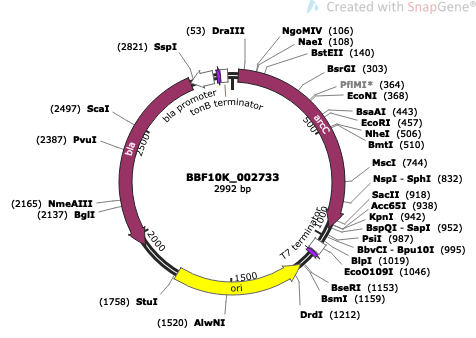 Created with SnapGene®
(53) DraIII
NgoMIV (106)
NaeI (108)
BstEII (140)
BsrGI (303)
PflMI* (364)
EcoNI (368)
BsaAI (443)
EcoRI (457)
NheI (506)
BmtI (510)
MscI (744)
NspI - SphI (832)
SacII (918)
Acc65I (938)
KpnI (942)
BspQI - SapI (952)
PsiI (987)
BbvCI - Bpu10I (995)
BlpI (1019)
EcoO109I (1046)
BseRI (1153)
BsmI (1159)
DrdI (1212)
(1520) AlwNI
(1758) StuI
(2137) BglI
(2165) NmeAIII
(2387) PvuI
(2497) ScaI
(2821) SspI
bla promoter
tonB terminator
arcC
T7 terminator
ori
bla
500
1000
1500
2000
2500
BBF10K_002733
2992 bp